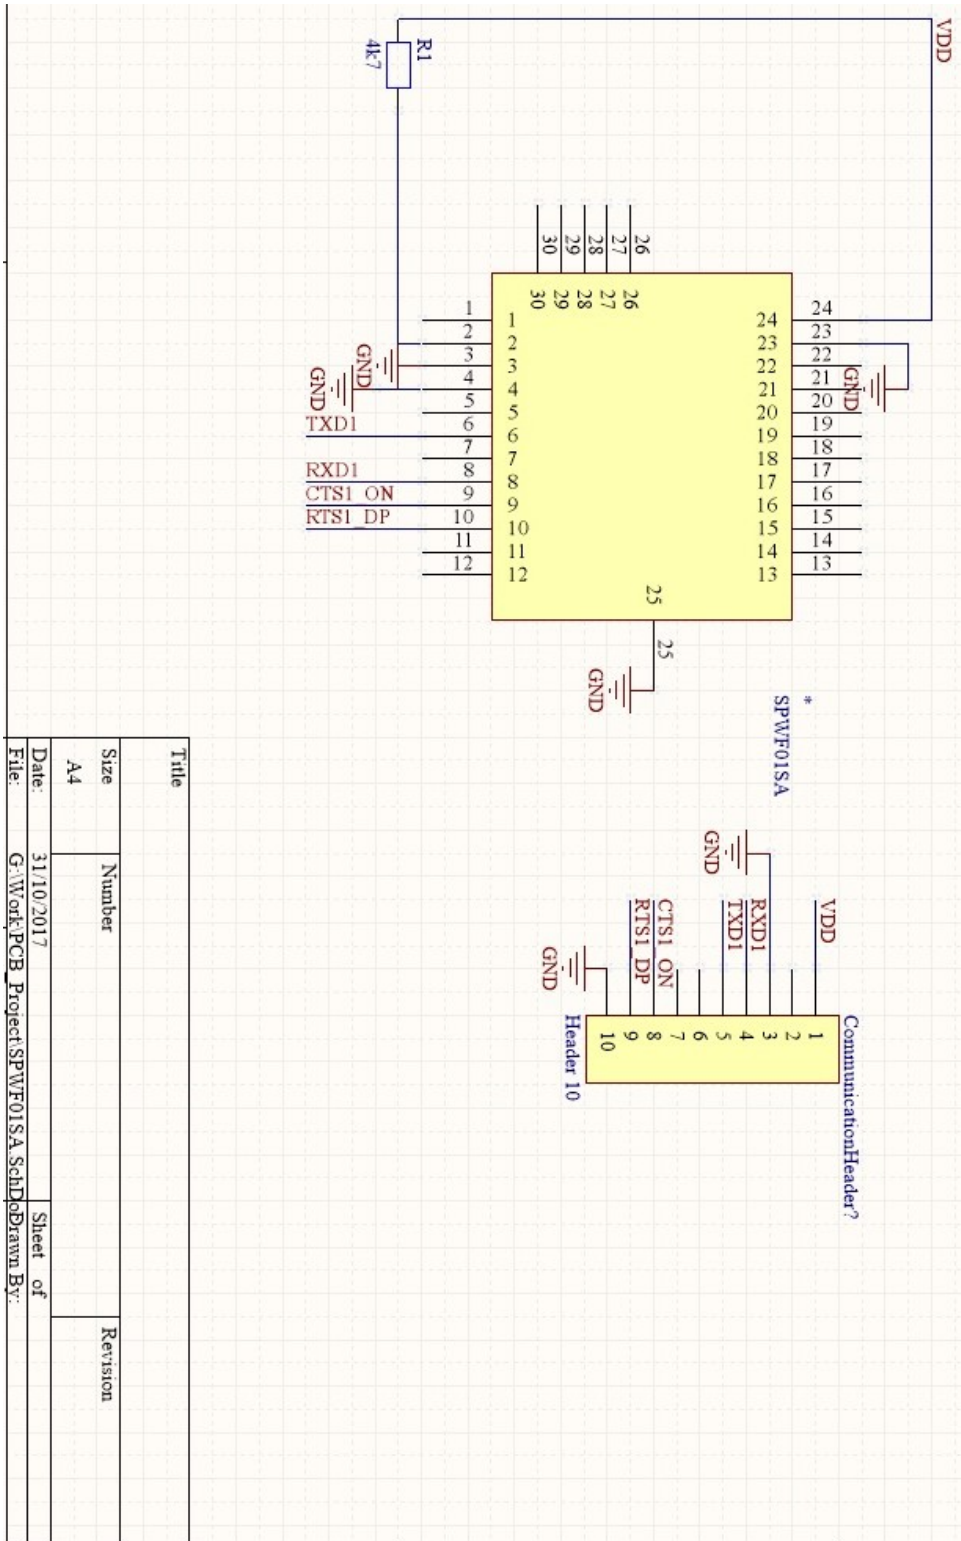 VDD
R1
4k7
26
27
28
29
30
26
27
28
29
30
1
2
3
4
5
6
7
8
9
10
11
12
1
2
3
4
5
6
7
8
9
10
11
12
24
23
22
21
20
19
18
17
16
15
14
13
24
23
22
21
20
19
18
17
16
15
14
13
GND
GND
GND
TXD1
RXD1
CTS1_ON
RTS1_DP
25
25
GND
*
SPWF01SA
GND
VDD
RXD1
TXD1
CTS1_ON
RTS1_DP
GND
CommunicationHeader?
1
2
3
4
5
6
7
8
9
10
Header 10
Title
Size
Number
Revision
A4
Date:
31/10/2017
Sheet of
File:
G:\Work\PCB_Project\SPWF01SA.SchDo
Drawn By: